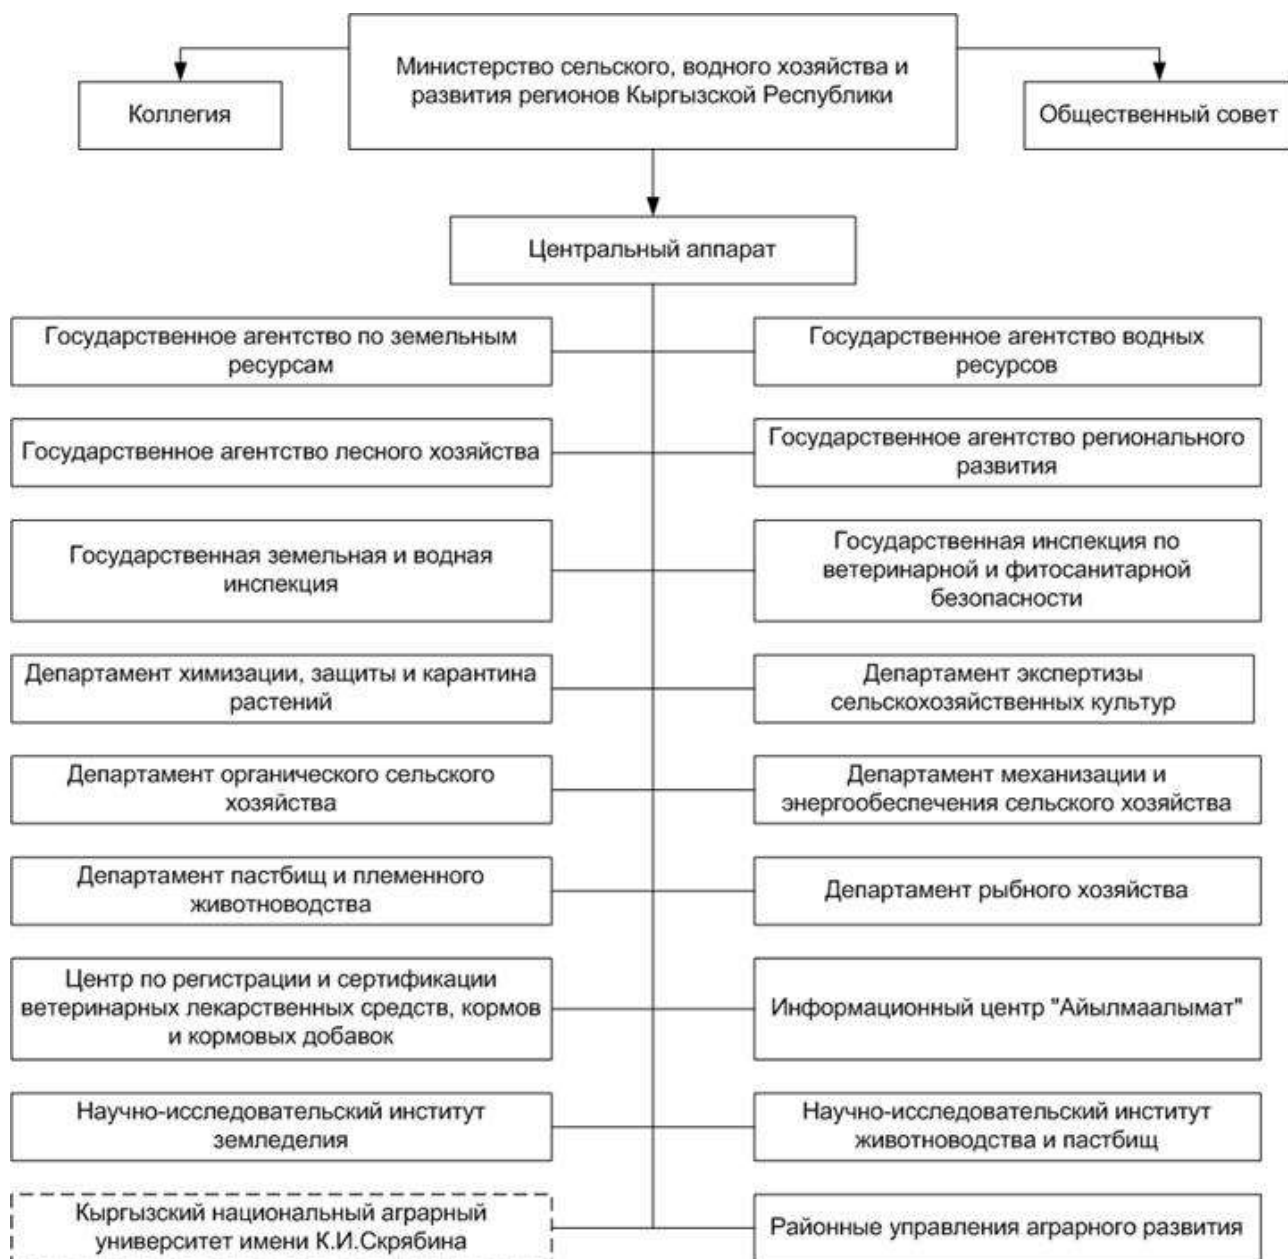 Министерство сельского, водного хозяйства и
развития регионов Кыргызской Республики
Коллегия
Общественный совет
Центральный аппарат
Государственное агентство по земельным
ресурсам
Государственное агентство водных
ресурсов
Государственное агентство лесного хозяйства
Государственное агентство регионального
развития
Государственная земельная и водная
инспекция
Государственная инспекция по
ветеринарной и фитосанитарной
безопасности
Департамент химизации, защиты и карантина
растений
Департамент экспертизы
сельскохозяйственных культур
Департамент органического сельского
хозяйства
Департамент механизации и
энергообеспечения сельского хозяйства
Департамент пастбищ и племенного
животноводства
Департамент рыбного хозяйства
Центр по регистрации и сертификации
ветеринарных лекарственных средств, кормов
и кормовых добавок
Информационный центр "Айылмаалымат"
Научно-исследовательский институт
земледелия
Научно-исследовательский институт
животноводства и пастбищ
Кыргызский национальный аграрный
университет имени К.И.Скрябина
Районные управления аграрного развития